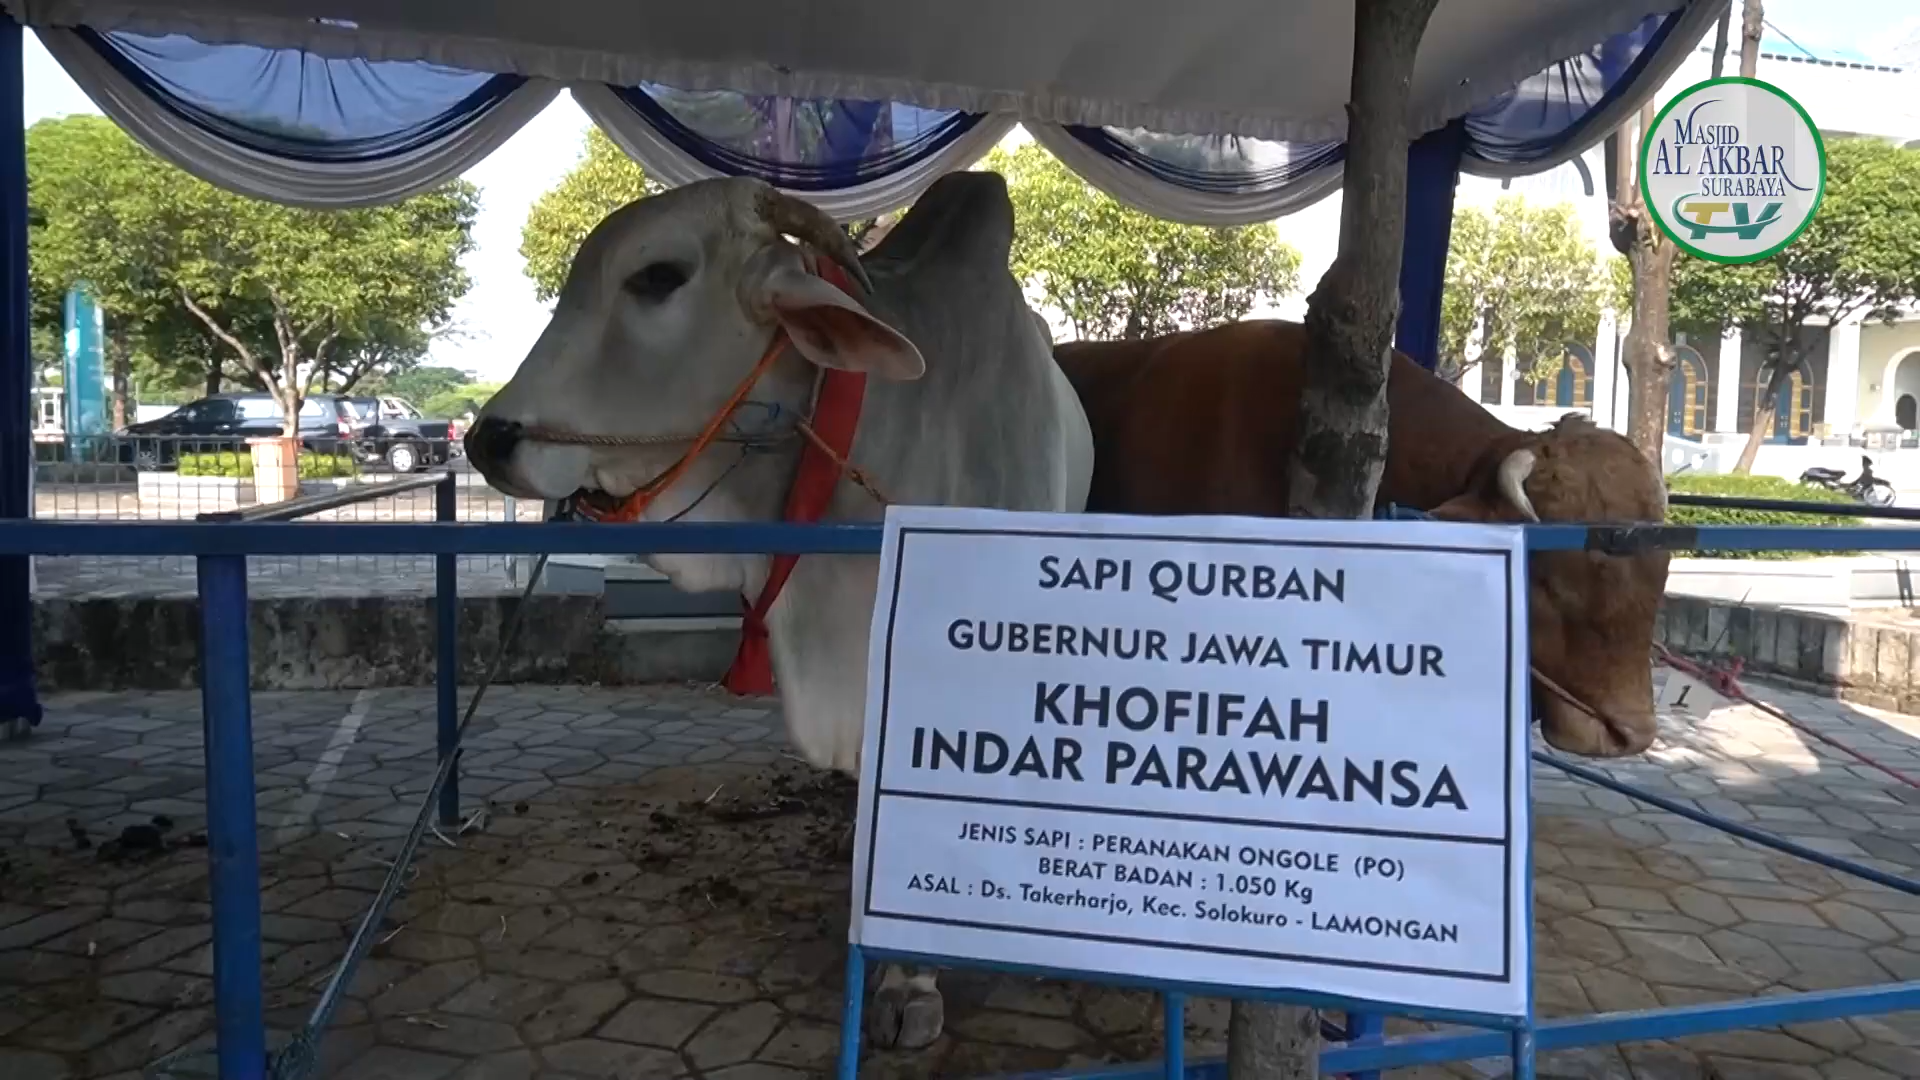 MASJID
AL AKBAR
SURABAYA
TV
SAPI QURBAN
GUBERNUR JAWA TIMUR
KHOFIFAH
INDAR PARAWANSA
JENIS SAPI : PERANAKAN ONGOLE (PO)
BERAT BADAN : 1.050 Kg
ASAL : Ds. Takerharjo, Kec. Solokuro - LAMONGAN
1